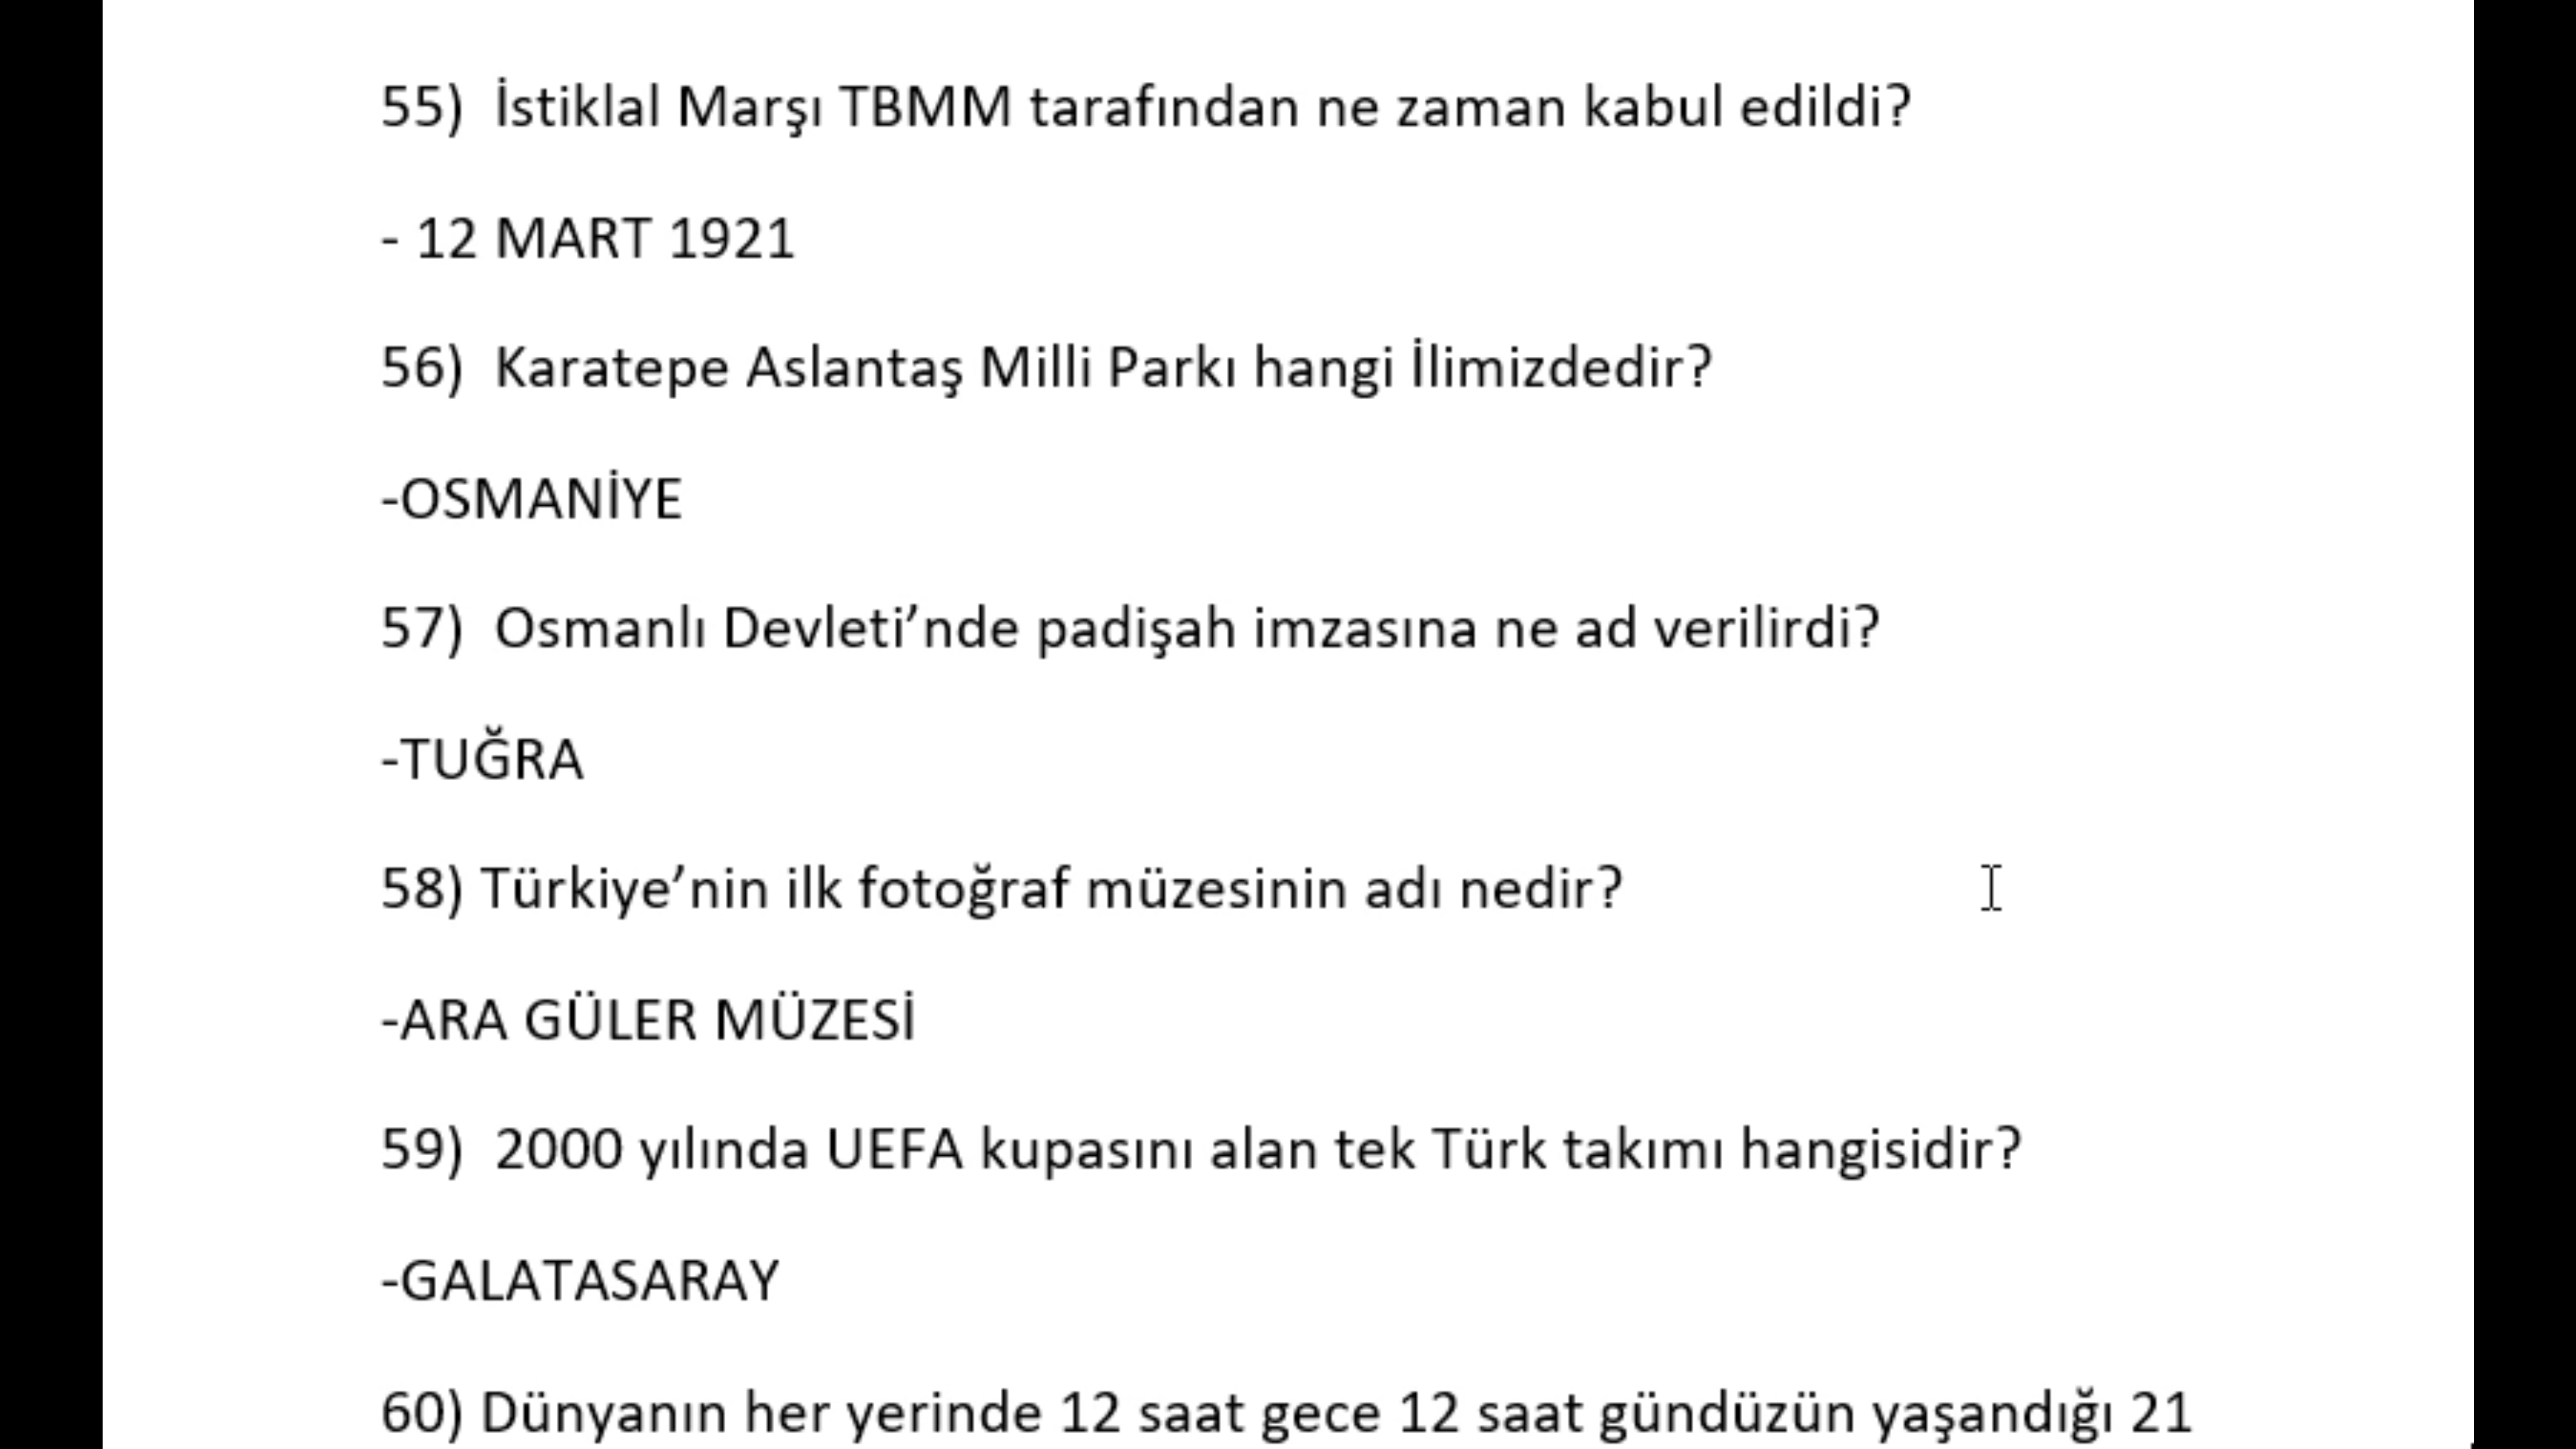 55)  İstiklal Marşı TBMM tarafından ne zaman kabul edildi?
- 12 MART 1921
56)  Karatepe Aslantaş Milli Parkı hangi İlimizdedir?
-OSMANİYE
57)  Osmanlı Devleti’nde padişah imzasına ne ad verilirdi?
-TUĞRA
58) Türkiye’nin ilk fotoğraf müzesinin adı nedir?
-ARA GÜLER MÜZESİ
59)  2000 yılında UEFA kupasını alan tek Türk takımı hangisidir?
-GALATASARAY
60) Dünyanın her yerinde 12 saat gece 12 saat gündüzün yaşandığı 21